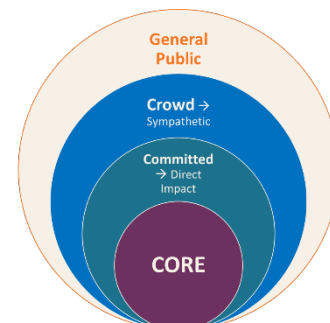 General
Public
Crowd →
Sympathetic
Committed
→ Direct
Impact
CORE